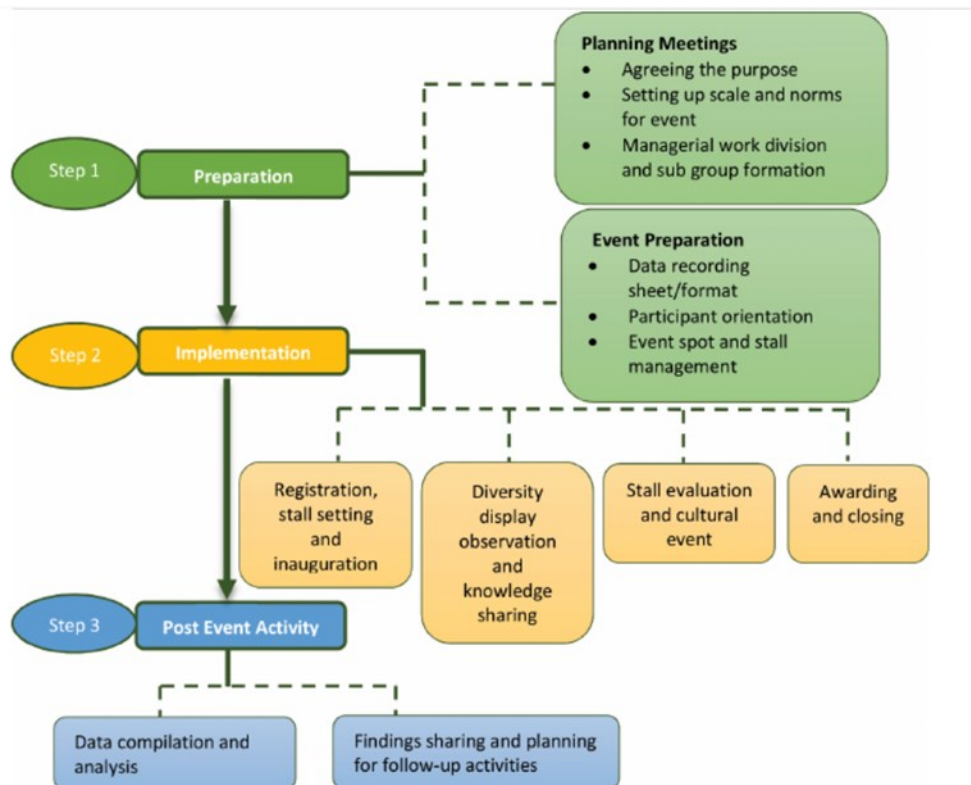 Planning Meetings
• Agreeing the purpose
• Setting up scale and norms
for event
• Managerial work division
and sub group formation
Step 1
Preparation
Event Preparation
• Data recording
sheet/format
• Participant orientation
• Event spot and stall
management
Step 2
Implementation
Registration,
stall setting
and
inauguration
Diversity
display
observation
and
knowledge
sharing
Stall evaluation
and cultural
event
Awarding
and closing
Step 3
Post Event Activity
Data compilation and
analysis
Findings sharing and planning
for follow-up activities